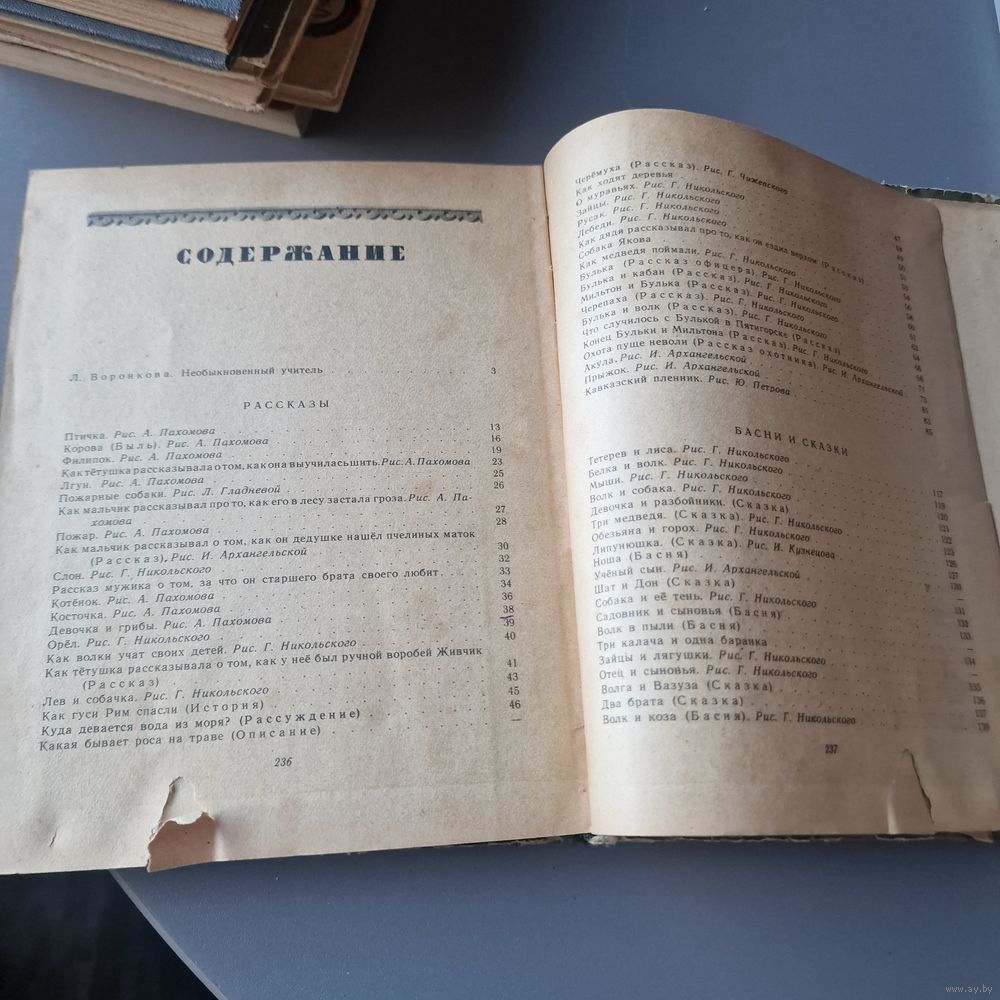 СОДЕРЖАНИЕ
Л. Воронкова. Необыкновенный учитель 3
РАССКАЗЫ
Птичка. Рис. А. Пахомова 13
Корова (Быль). Рис. А. Пахомова 16
Филипок. Рис. А. Пахомова 19
Как тётушка рассказывала о том, как она выучилась шить. Рис. А. Пахомова 23
Лгун. Рис. А. Пахомова 25
Пожарные собаки. Рис. Л. Гладневой 26
Как мальчик рассказывал про то, как его в лесу застала гроза. Рис. А. Па-
хомова 27
Пожар. Рис. А. Пахомова 28
Как мальчик рассказывал о том, как он дедушке нашёл пчелиных маток
(Рассказ). Рис. И. Архангельской 30
Слон. Рис. Г. Никольского 32
Рассказ мужика о том, за что он старшего брата своего любит 33
Котёнок. Рис. А. Пахомова 34
Косточка. Рис. А. Пахомова 36
Девочка и грибы. Рис. А. Пахомова 38
Орёл. Рис. Г. Никольского 39
Как волки учат своих детей. Рис. Г. Никольского 40
Как тётушка рассказывала о том, как у неё был ручной воробей Живчик
(Рассказ) 41
Лев и собачка. Рис. Г. Никольского 43
Как гуси Рим спасли (История) 45
Куда девается вода из моря? (Рассуждение) 46
Какая бывает роса на траве (Описание) —
236
Черёмуха (Рассказ). Рис. Г. Чижевского
Как ходят деревья
О муравьях. Рис. Г. Никольского
Зайцы. Рис. Г. Никольского
Русак. Рис. Г. Никольского
Лебеди. Рис. Г. Никольского
Как дядя рассказывал про то, как он ездил верхом (Рассказ)
Собака Якова
Как медведя поймали. Рис. Г. Никольского
Булька (Рассказ офицера). Рис. Г. Никольского
Булька и кабан (Рассказ). Рис. Г. Никольского
Мильтон и Булька (Рассказ). Рис. Г. Никольского
Черепаха (Рассказ). Рис. Г. Никольского
Булька и волк (Рассказ). Рис. Г. Никольского
Что случилось с Булькой в Пятигорске (Рассказ)
Конец Бульки и Мильтона (Рассказ). Рис. Г. Никольского
Охота пуще неволи (Рассказ охотника). Рис. И. Архангельской
Акула. Рис. И. Архангельской
Прыжок. Рис. И. Архангельской
Кавказский пленник. Рис. Ю. Петрова
БАСНИ И СКАЗКИ
Тетерев и лиса. Рис. Г. Никольского
Белка и волк. Рис. Г. Никольского
Мыши. Рис. Г. Никольского
Волк и собака. Рис. Г. Никольского
Девочка и разбойники. (Сказка)
Три медведя. (Сказка). Рис. Г. Никольского
Обезьяна и горох. Рис. Г. Никольского
Липунюшка. (Сказка). Рис. И. Кузнецова
Ноша (Басня)
Учёный сын. Рис. И. Архангельской
Шат и Дон (Сказка)
Собака и её тень. Рис. Г. Никольского
Садовник и сыновья (Басня)
Волк в пыли (Басня)
Три калача и одна баранка
Зайцы и лягушки. Рис. Г. Никольского
Отец и сыновья. Рис. Г. Никольского
Волга и Вазуза (Сказка)
Два брата (Сказка)
Волк и коза (Басня). Рис. Г. Никольского
237
www.ay.by